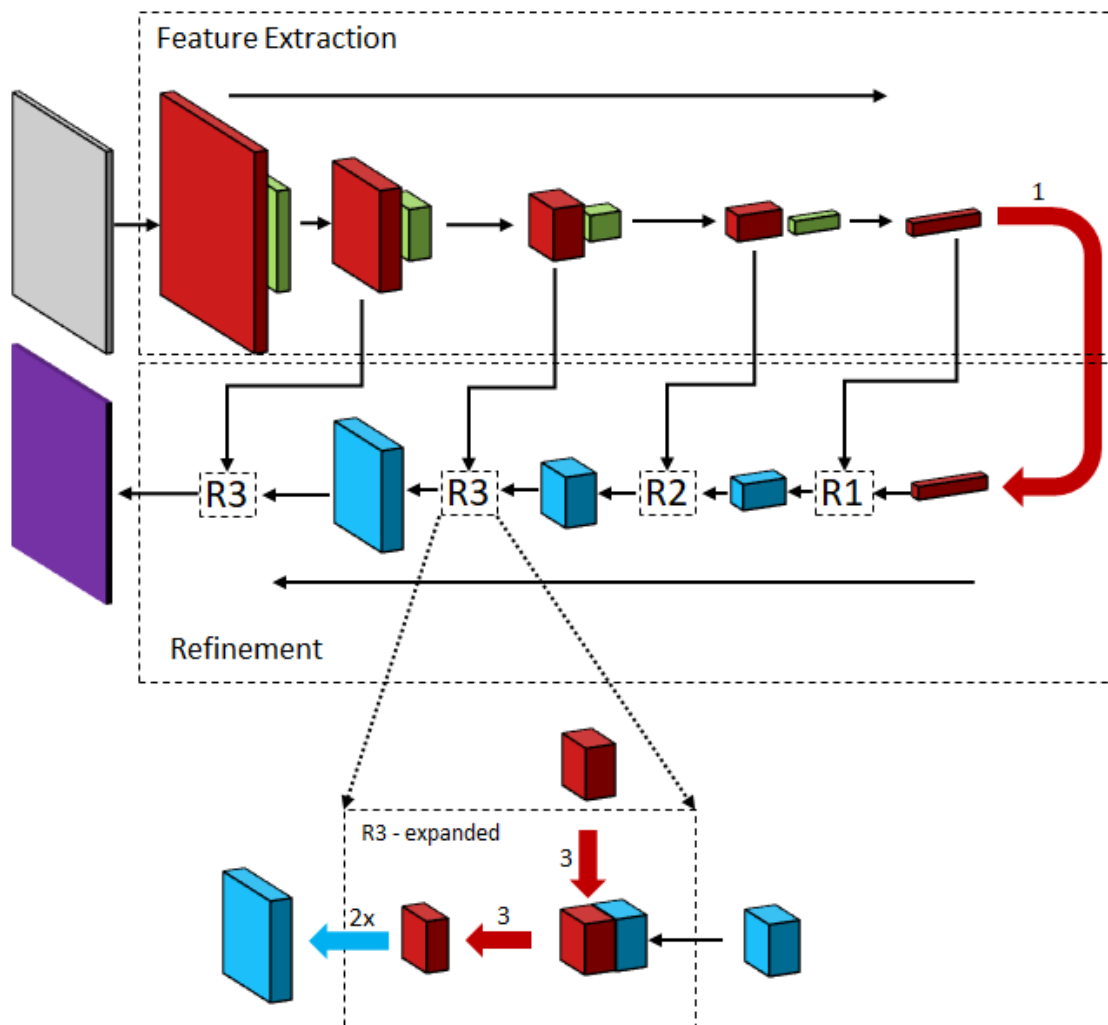 Feature Extraction
1
R3
R3
R2
R1
Refinement
R3 - expanded
3
2x
3